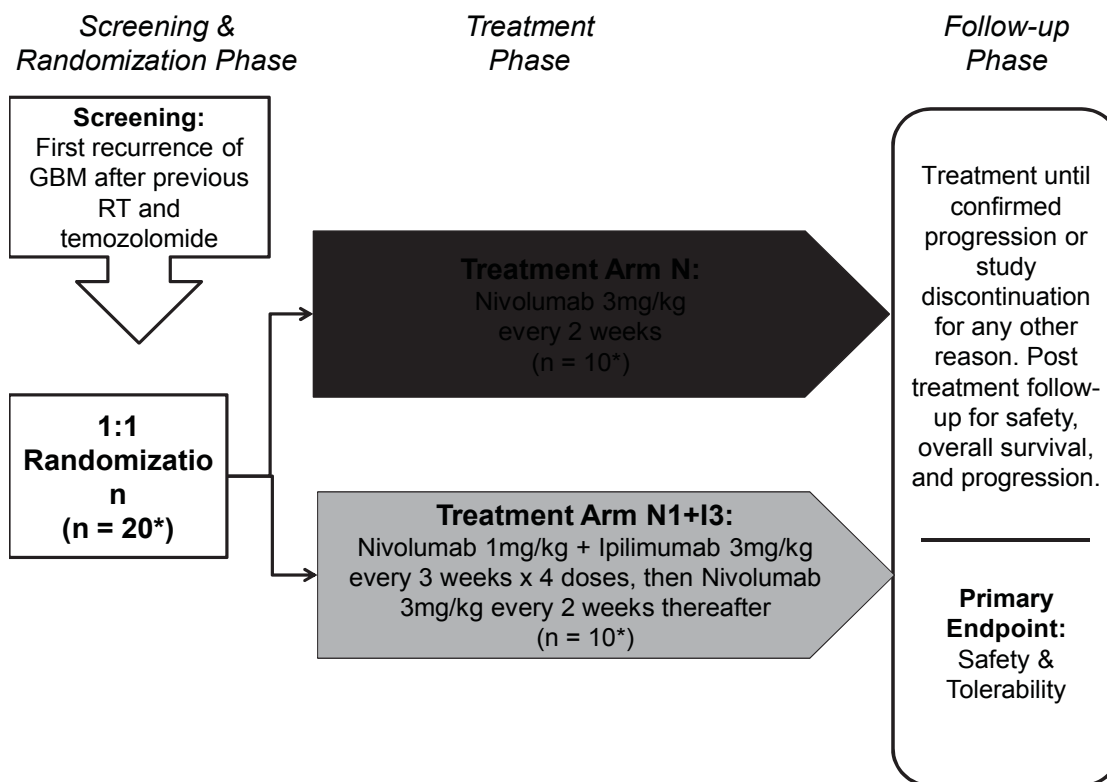 Screening &
Randomization Phase
Treatment
Phase
Follow-up
Phase
Screening:
First recurrence of
GBM after previous
RT and
temozolomide
1:1
Randomizatio
n
(n = 20*)
Treatment Arm N:
Nivolumab 3mg/kg
every 2 weeks
(n = 10*)
Treatment Arm N1+I3:
Nivolumab 1mg/kg + Ipilimumab 3mg/kg
every 3 weeks x 4 doses, then Nivolumab
3mg/kg every 2 weeks thereafter
(n = 10*)
Treatment until
confirmed
progression or
study
discontinuation
for any other
reason. Post
treatment follow-
up for safety,
overall survival,
and progression.
Primary
Endpoint:
Safety &
Tolerability